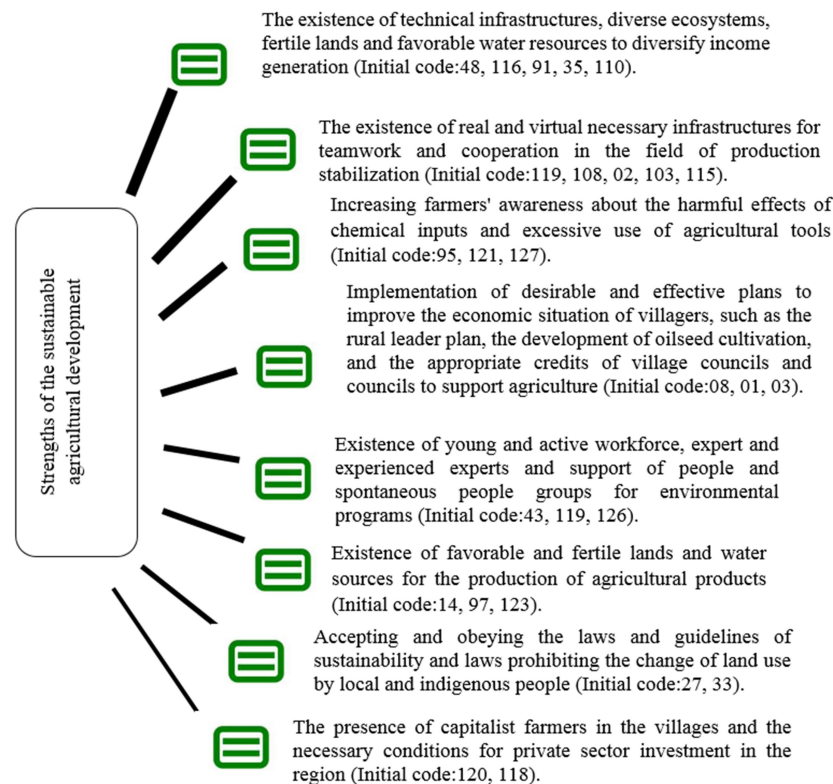 The existence of technical infrastructures, diverse ecosystems,
fertile lands and favorable water resources to diversify income
generation (Initial code:48, 116, 91, 35, 110).
The existence of real and virtual necessary infrastructures for
teamwork and cooperation in the field of production
stabilization (Initial code:119, 108, 02, 103, 115).
Increasing farmers' awareness about the harmful effects of
chemical inputs and excessive use of agricultural tools
(Initial code:95, 121, 127).
Implementation of desirable and effective plans to
improve the economic situation of villagers, such as the
rural leader plan, the development of oilseed cultivation,
and the appropriate credits of village councils and
councils to support agriculture (Initial code:08, 01, 03).
Strengths of the sustainable
agricultural development
Existence of young and active workforce, expert and
experienced experts and support of people and
spontaneous people groups for environmental
programs (Initial code:43, 119, 126).
Existence of favorable and fertile lands and water
sources for the production of agricultural products
(Initial code:14, 97, 123).
Accepting and obeying the laws and guidelines of
sustainability and laws prohibiting the change of land use
by local and indigenous people (Initial code:27, 33).
The presence of capitalist farmers in the villages and the
necessary conditions for private sector investment in the
region (Initial code:120, 118).